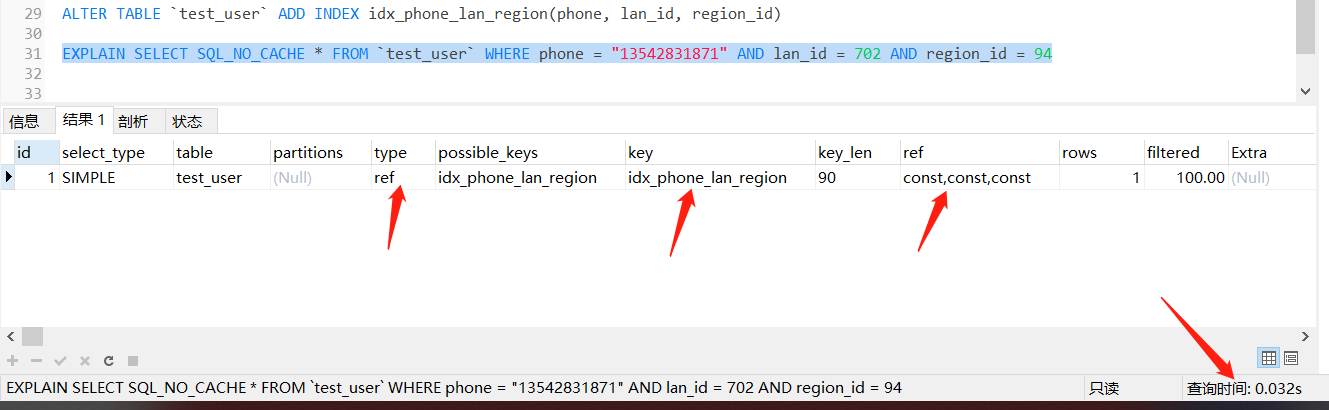 29 ALTER TABLE `test_user` ADD INDEX idx_phone_lan_region(phone, lan_id, region_id)
30
31 EXPLAIN SELECT SQL_NO_CACHE * FROM `test_user` WHERE phone = "13542831871" AND lan_id = 702 AND region_id = 94
32
33
信息 结果 1 剖析 状态
id select_type table partitions type possible_keys key key_len ref rows filtered Extra
1 SIMPLE test_user (Null) ref idx_phone_lan_region idx_phone_lan_region 90 const,const,const 1 100.00 (Null)
EXPLAIN SELECT SQL_NO_CACHE * FROM `test_user` WHERE phone = "13542831871" AND lan_id = 702 AND region_id = 94 只读 查询时间: 0.032s